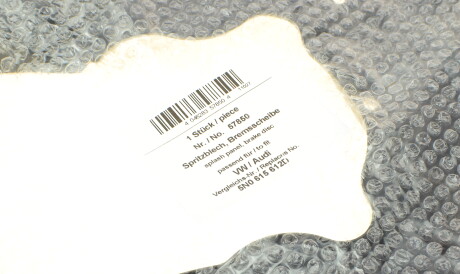 1 Stück / piece
Nr. / No. 57850
Spritzblech, Bremsscheibe
splash panel, brake disc
passend für / to fit
VW / Audi
Vergleichs-Nr. / Replaces No.
5N0 615 612D